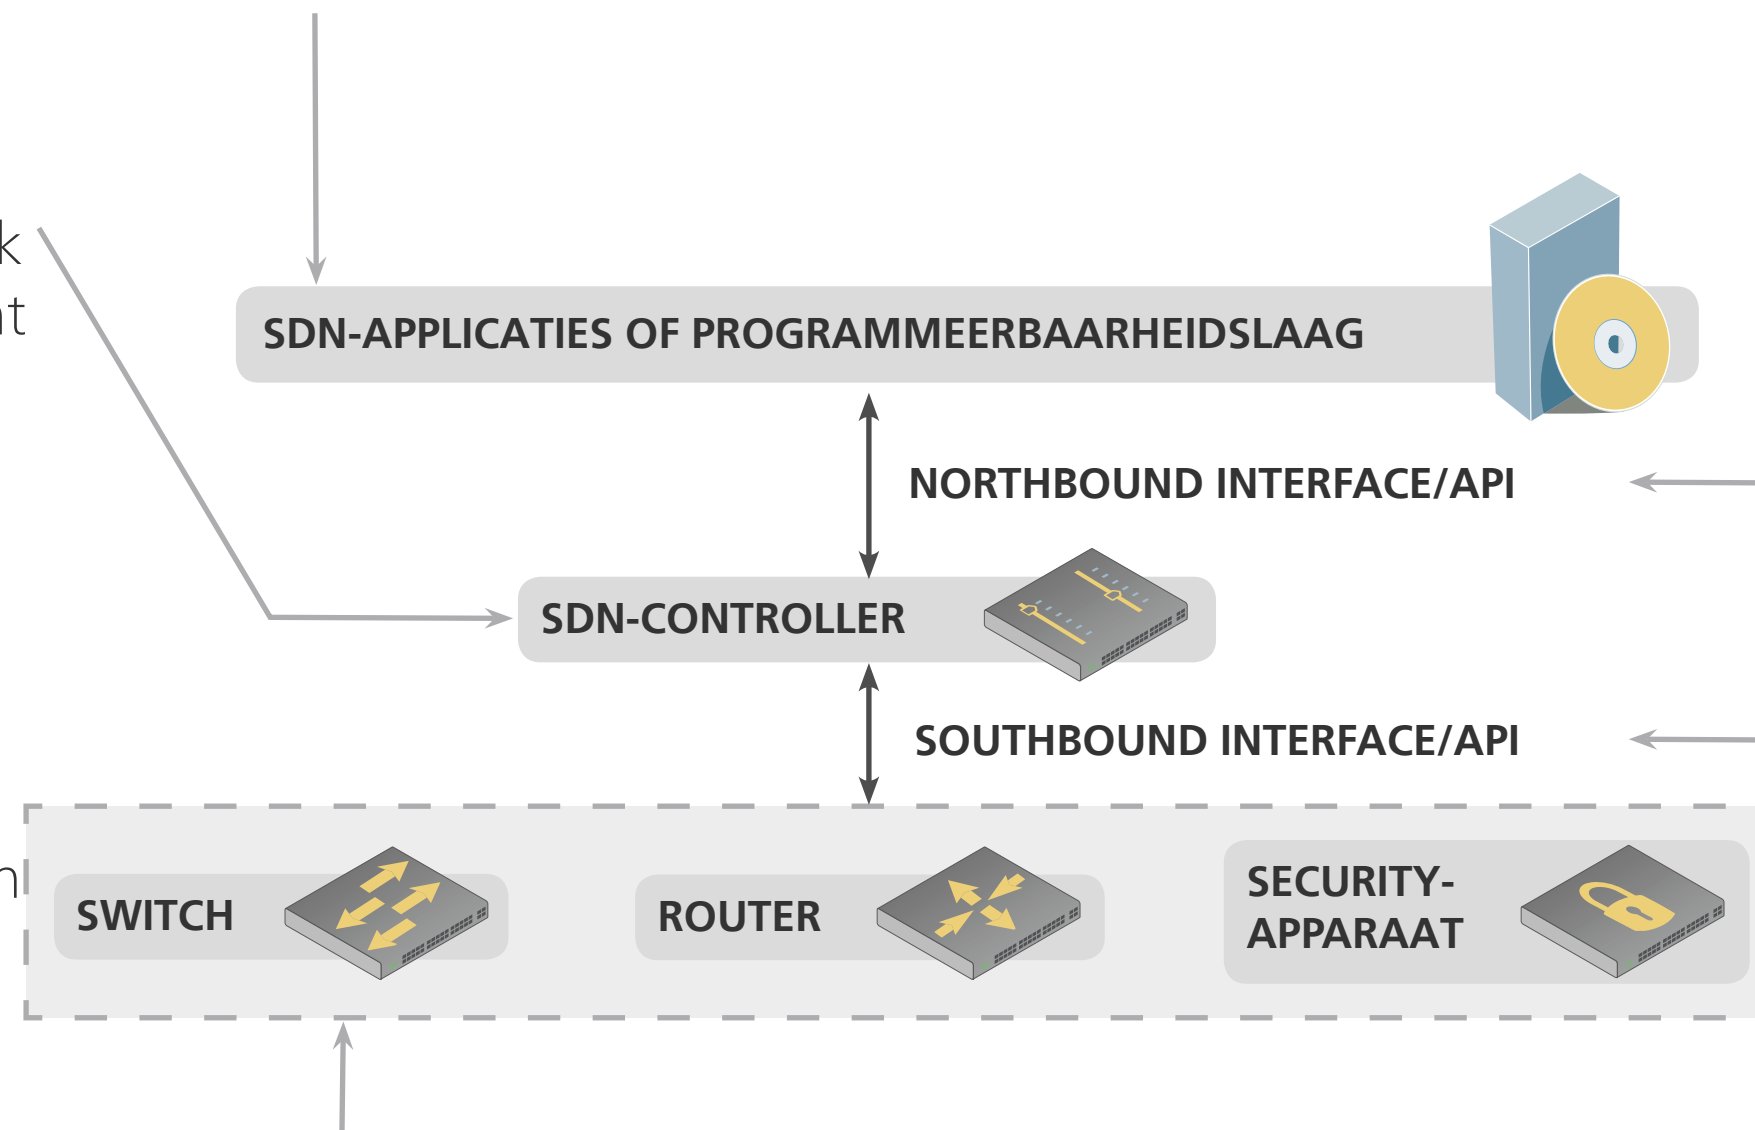 SDN-APPLICATIES OF PROGRAMMEERBAARHEIDSLAAG
NORTHBOUND INTERFACE/API
SDN-CONTROLLER
SOUTHBOUND INTERFACE/API
SWITCH
ROUTER
SECURITY-
APPARAAT